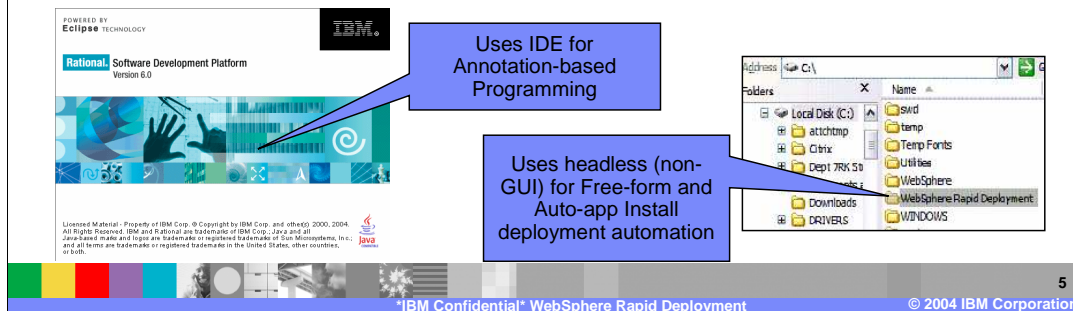 POWERED BY
Eclipse TECHNOLOGY
IBM®
Rational. Software Development Platform
Version 6.0
Licensed Material - Property of IBM Corp. © Copyright by IBM Corp. and other(s) 2000, 2004.
All Rights Reserved. IBM and Rational are trademarks of IBM Corp.; Java and all
Java-based marks and logos are trademarks or registered trademarks of Sun Microsystems, Inc.;
and all terms are trademarks or registered trademarks in the United States, other countries,
or both.
Java
Uses IDE for
Annotation-based
Programming
Address C:\
Folders X Name
Local Disk (C:)
attchtmp
Citrix
Dept 7RK St
Downloads
DRIVERS
swd
temp
Temp Fonts
Utilities
WebSphere
WebSphere Rapid Deployment
WINDOWS
Uses headless (non-
GUI) for Free-form and
Auto-app Install
deployment automation
5
*IBM Confidential* WebSphere Rapid Deployment
© 2004 IBM Corporation